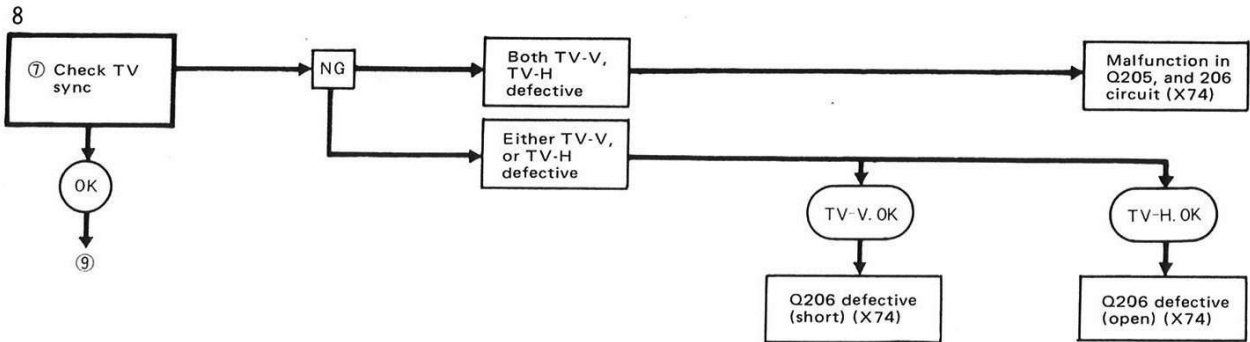 8
⑦ Check TV
sync
NG
Both TV-V,
TV-H
defective
Malfunction in
Q205, and 206
circuit (X74)
Either TV-V,
or TV-H
defective
OK
TV-V. OK
TV-H. OK
⑨
Q206 defective
(short) (X74)
Q206 defective
(open) (X74)